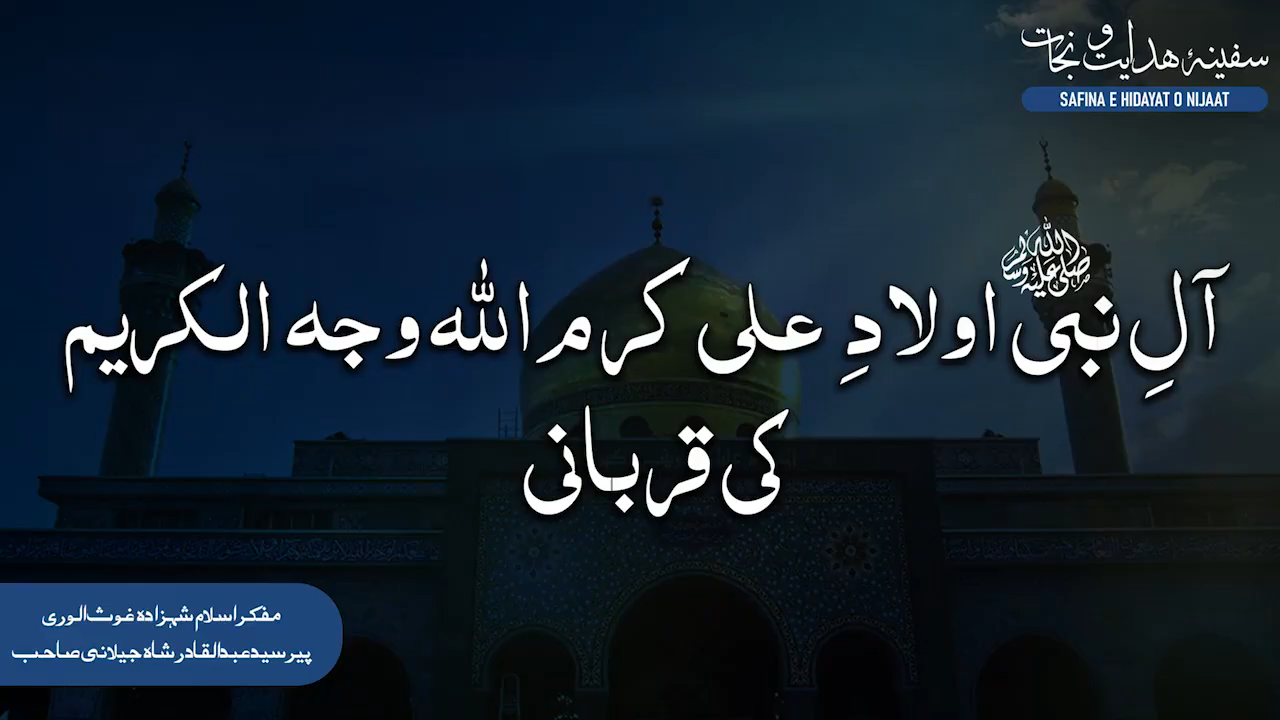 سفینۂ ھدایت و نجات
SAFINA E HIDAYAT O NIJAAT
آلِ نبی ﷺ اولادِ علی کرم اللہ وجہ الکریم
کی قربانی
مفکر اسلام شہزادہ غوث الوری
پیر سید عبدالقادر شاہ جیلانی صاحب